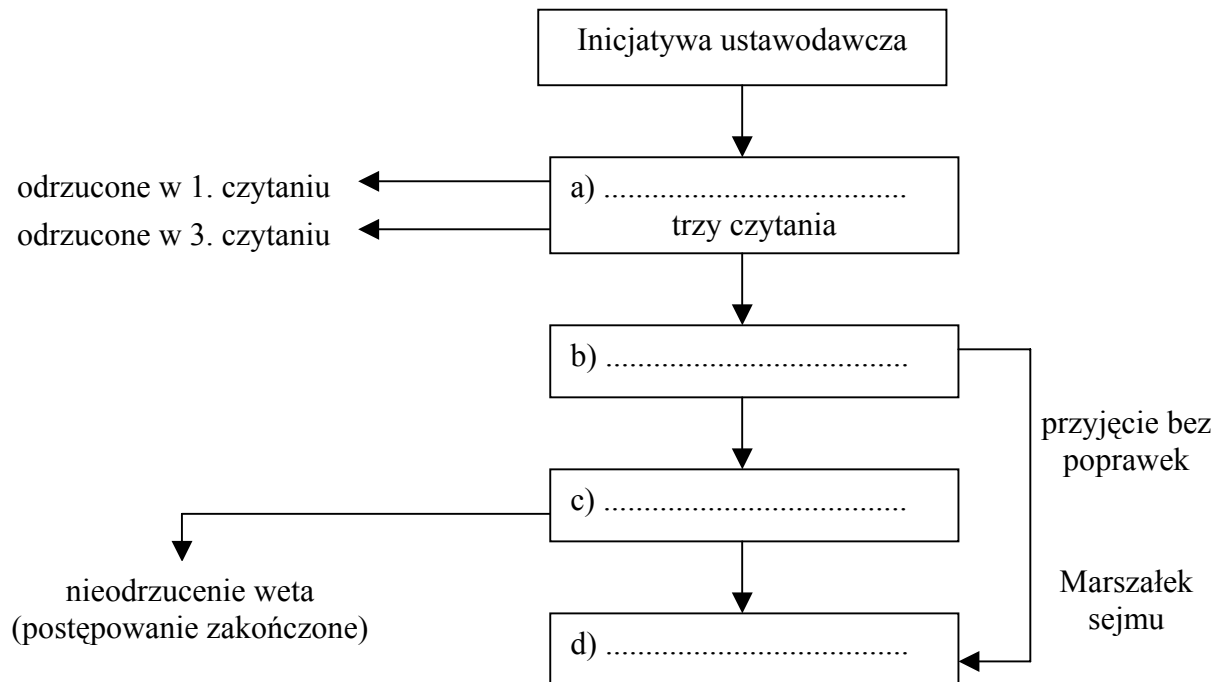 Inicjatywa ustawodawcza
odrzucone w 1. czytaniu
odrzucone w 3. czytaniu
a) .......................................
trzy czytania
b) .......................................
przyjęcie bez
poprawek
c) .......................................
nieodrzucenie weta
(postępowanie zakończone)
Marszałek
sejmu
d) .......................................